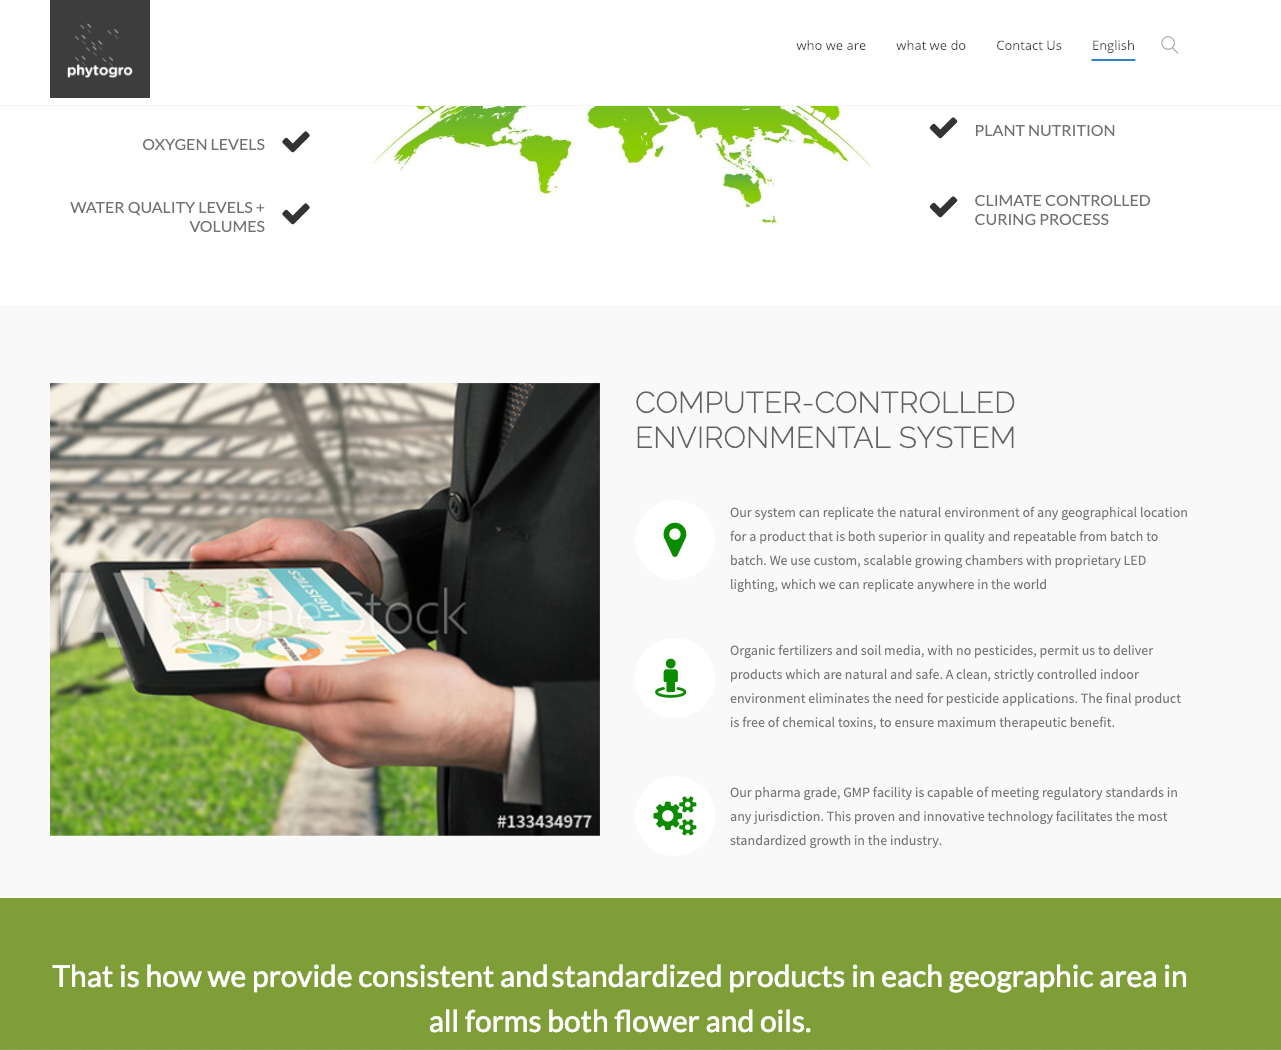 phytogro
who we are
what we do
Contact Us
English
OXYGEN LEVELS
WATER QUALITY LEVELS +
VOLUMES
PLANT NUTRITION
CLIMATE CONTROLLED
CURING PROCESS
LOGISTICS
Adobe Stock
#133434977
COMPUTER-CONTROLLED
ENVIRONMENTAL SYSTEM
Our system can replicate the natural environment of any geographical location
for a product that is both superior in quality and repeatable from batch to
batch. We use custom, scalable growing chambers with proprietary LED
lighting, which we can replicate anywhere in the world
Organic fertilizers and soil media, with no pesticides, permit us to deliver
products which are natural and safe. A clean, strictly controlled indoor
environment eliminates the need for pesticide applications. The final product
is free of chemical toxins, to ensure maximum therapeutic benefit.
Our pharma grade, GMP facility is capable of meeting regulatory standards in
any jurisdiction. This proven and innovative technology facilitates the most
standardized growth in the industry.
That is how we provide consistent and standardized products in each geographic area in
all forms both flower and oils.